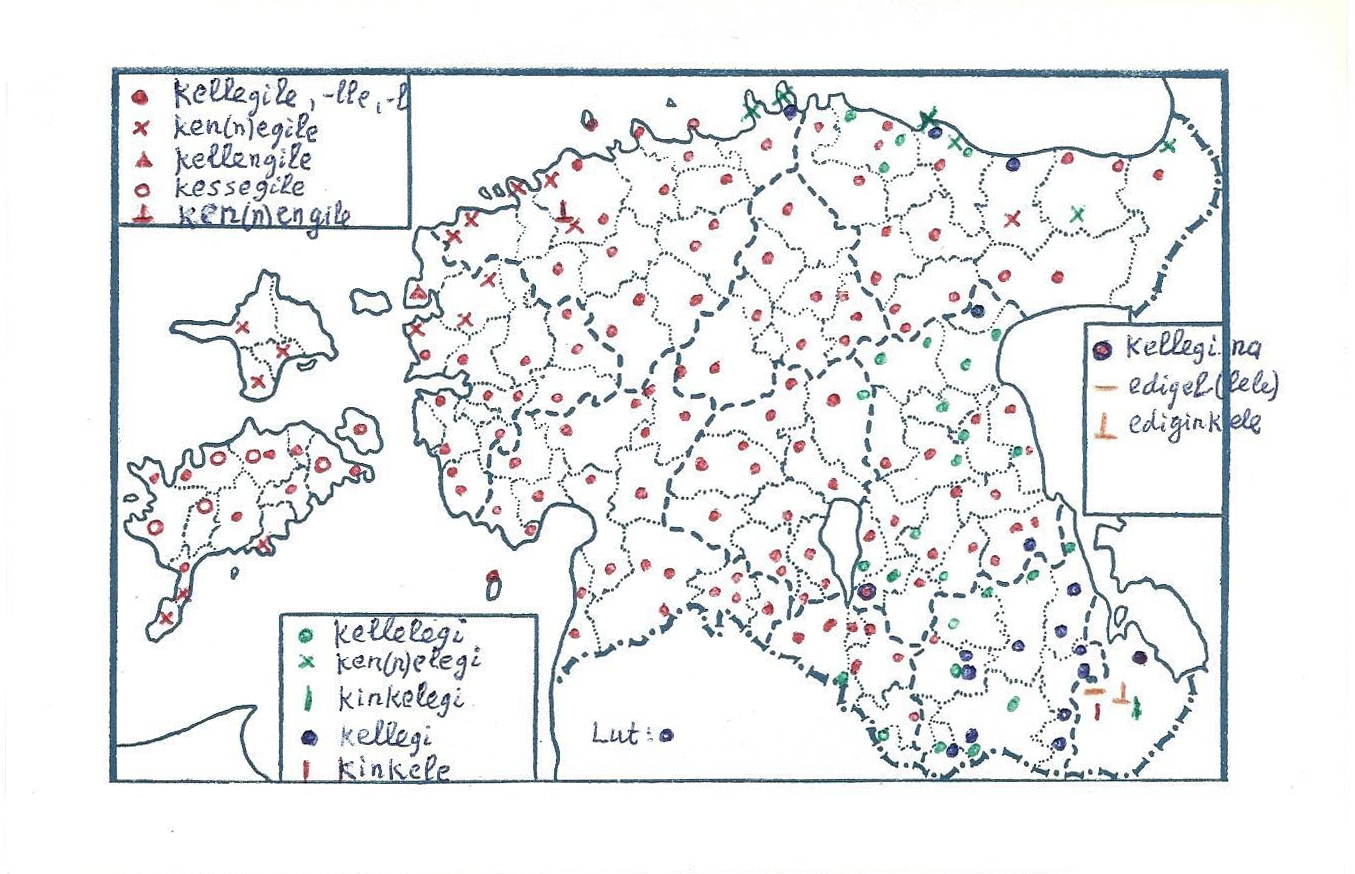 kellegile, -lle, -l
ken(n)egile
kellengile
kessegile
ken(n)engile
kellegi, na
edigel(lele)
ediginkele
kellelegi
ken(n)elegi
kinkelegi
kellegi
kinkele
Lut: